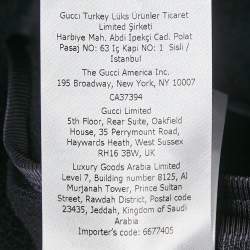 Gucci Turkey Lüks Ürünler Ticaret
Limited Şirketi
Harbiye Mah. Abdi İpekçi Cad. Polat
Pasaj NO: 63 İç Kapi NO: 1 Sisli /
İstanbul
The Gucci America Inc.
195 Broadway, New York, NY 10007
CA37394
Gucci Limited
5th Floor, Rear Suite, Oakfield
House, 35 Perrymount Road,
Haywards Heath, West Sussex
RH16 3BW, UK
Luxury Goods Arabia Limited
Level 7, Building number 8125, Al
Murjanah Tower, Prince Sultan
Street, Rawdah District, Postal code
23435, Jeddah, Kingdom of Saudi
Arabia
Importer's No.: 6677405